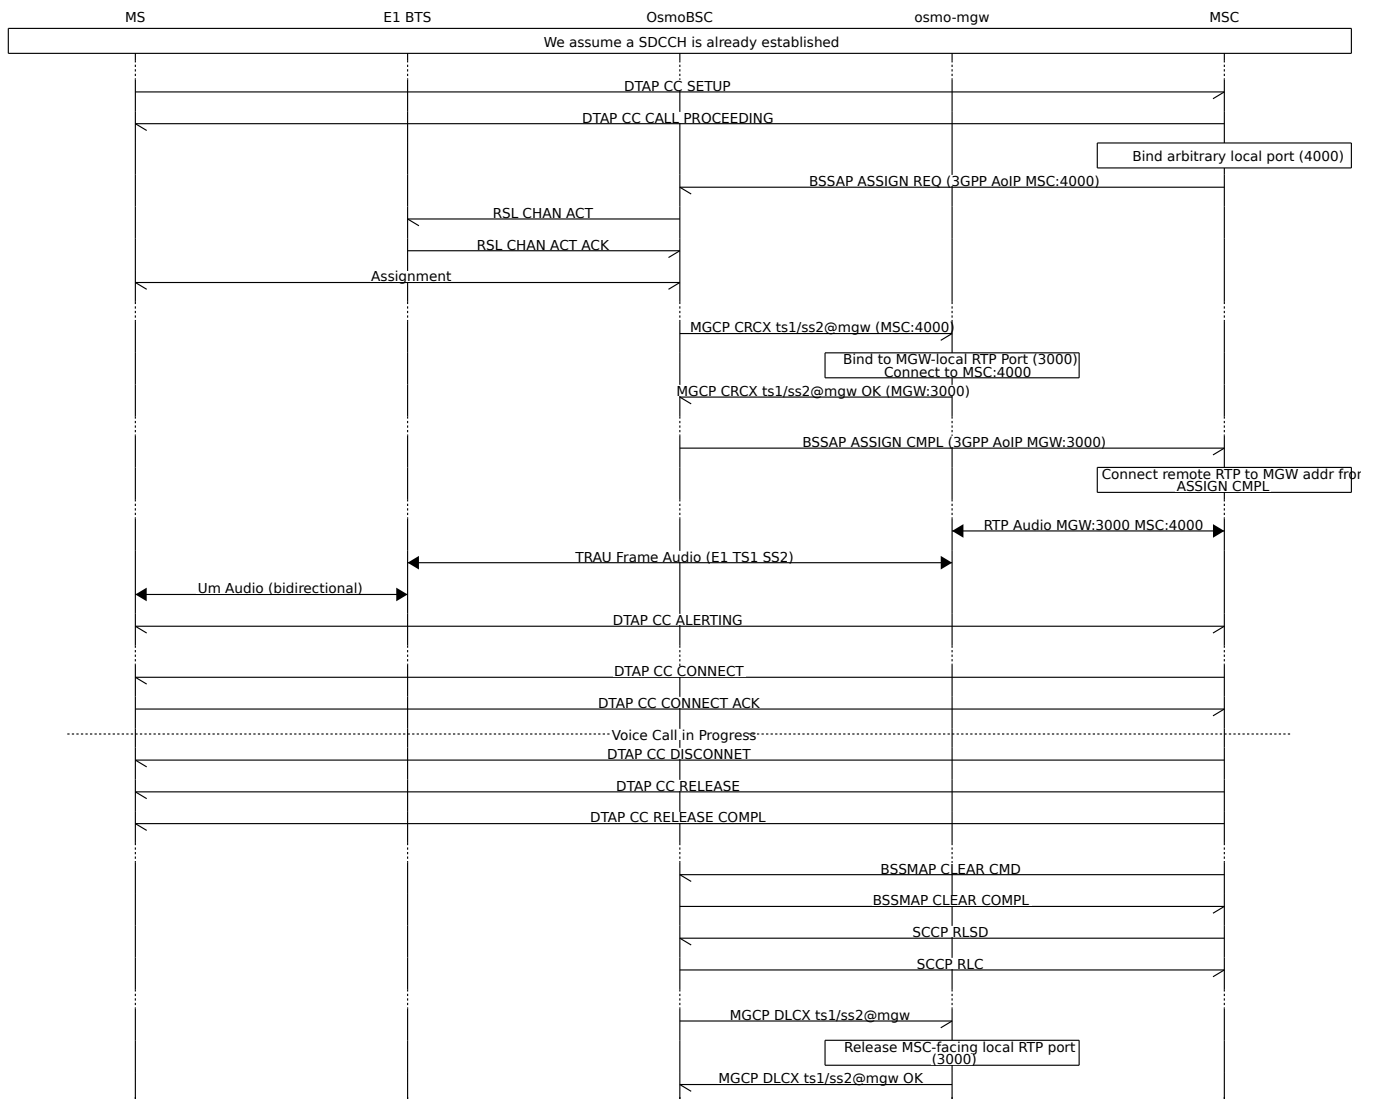 MS E1 BTS OsmoBSC osmo-mgw MSC
We assume a SDCCH is already established
DTAP CC SETUP
DTAP CC CALL PROCEEDING
Bind arbitrary local port (4000)
BSSAP ASSIGN REQ (3GPP AoIP MSC:4000)
RSL CHAN ACT
RSL CHAN ACT ACK
Assignment
MGCP CRCX ts1/ss2@mgw (MSC:4000)
Bind to MGW-local RTP Port (3000)
Connect to MSC:4000
MGCP CRCX ts1/ss2@mgw OK (MGW:3000)
BSSAP ASSIGN CMPL (3GPP AoIP MGW:3000)
Connect remote RTP to MGW addr from
ASSIGN CMPL
RTP Audio MGW:3000 MSC:4000
TRAU Frame Audio (E1 TS1 SS2)
Um Audio (bidirectional)
DTAP CC ALERTING
DTAP CC CONNECT
DTAP CC CONNECT ACK
Voice Call in Progress
DTAP CC DISCONNET
DTAP CC RELEASE
DTAP CC RELEASE COMPL
BSSMAP CLEAR CMD
BSSMAP CLEAR COMPL
SCCP RLSD
SCCP RLC
MGCP DLCX ts1/ss2@mgw
Release MSC-facing local RTP port
(3000)
MGCP DLCX ts1/ss2@mgw OK